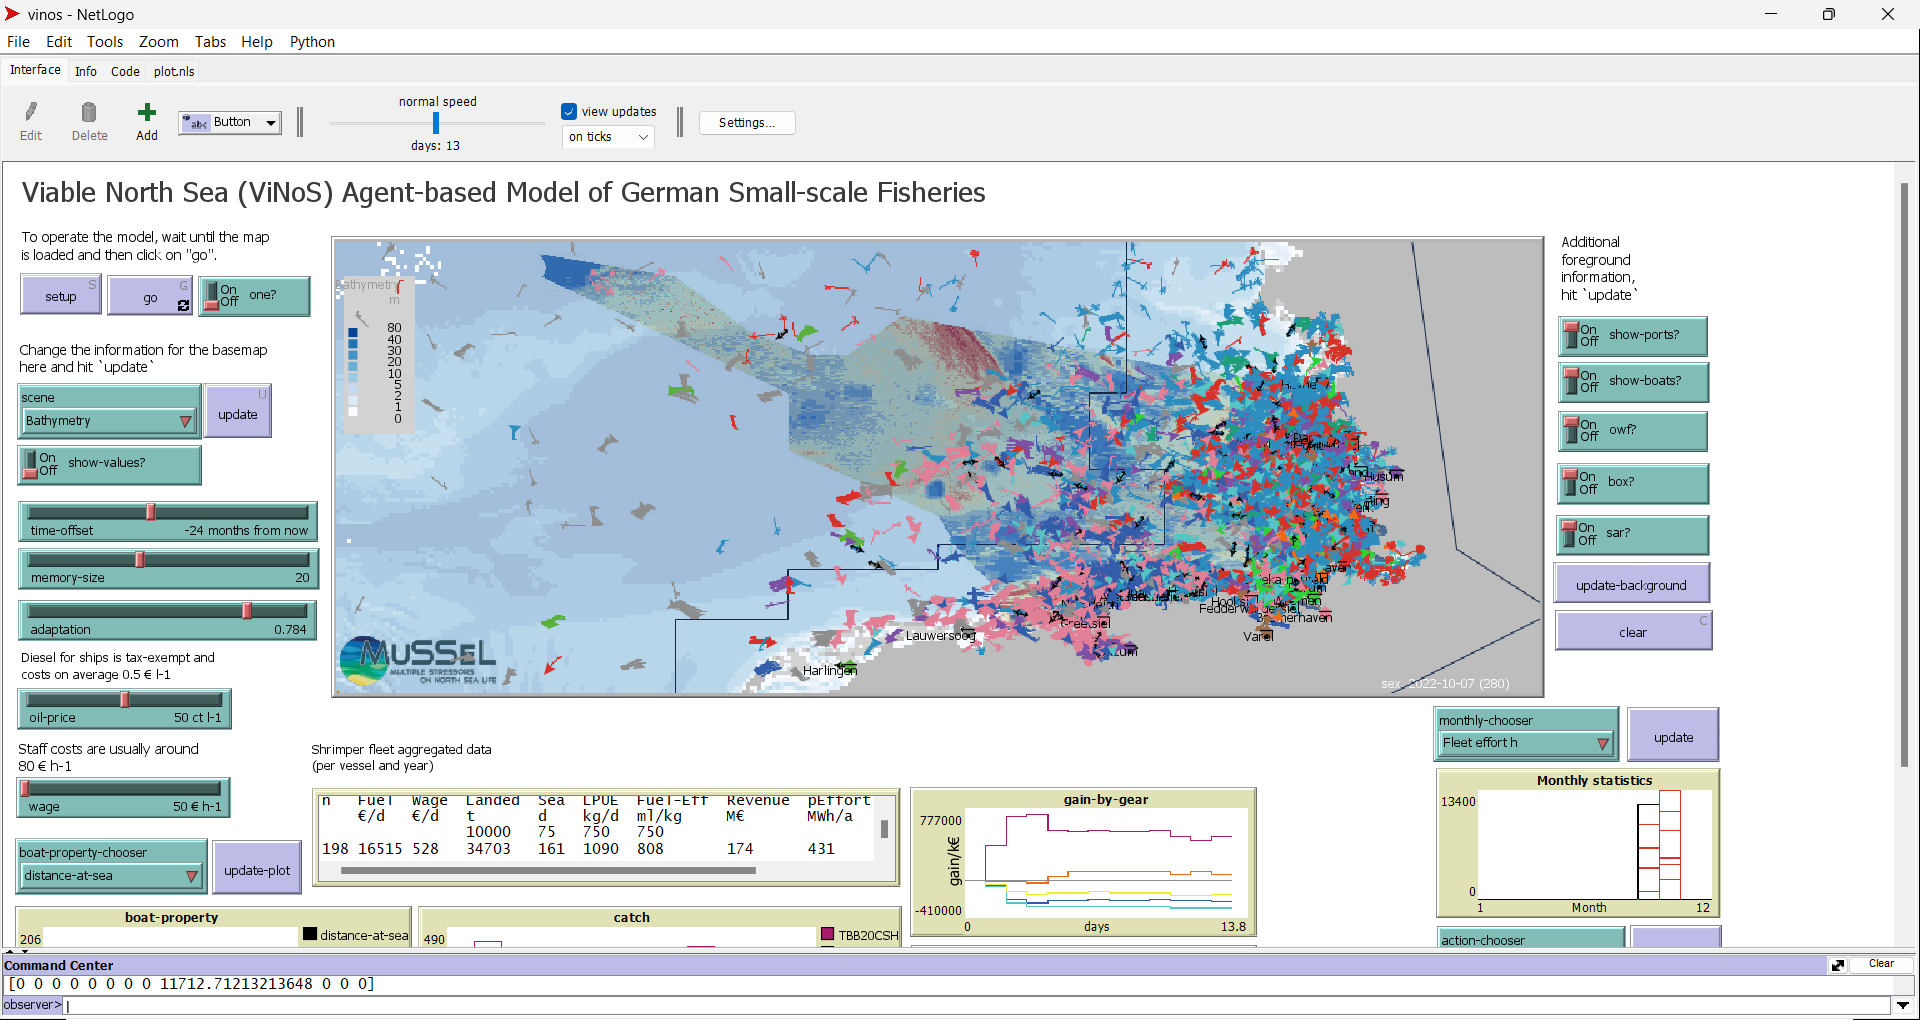 vinos - NetLogo
File Edit Tools Zoom Tabs Help Python
Interface Info Code plot.nls
Edit
Delete
Add
abc Button
normal speed
days: 13
view updates
on ticks
Settings...
Viable North Sea (ViNoS) Agent-based Model of German Small-scale Fisheries
To operate the model, wait until the map
is loaded and then click on "go".
setup S
go G
On
Off
one?
Change the information for the basemap
here and hit `update`
scene
Bathymetry
update U
On
Off
show-values?
time-offset -24 months from now
memory-size 20
adaptation 0.784
Diesel for ships is tax-exempt and
costs on average 0.5 € l-1
oil-price 50 ct l-1
Staff costs are usually around
80 € h-1
wage 50 € h-1
boat-property-chooser
distance-at-sea
update-plot
athymetry
m
80
40
30
20
10
5
2
1
0
Husum
Hooksi
Fedderw
erhaven
Varel
Greetsiel
Lauwersoog
Harlingen
MUSSeL
MULTIPLE STRESSORS
ON NORTH SEA LIFE
sex 2022-10-07 (280)
Additional
foreground
information,
hit `update`
On
Off
show-ports?
On
Off
show-boats?
On
Off
owf?
On
Off
box?
On
Off
sar?
update-background
clear C
Shrimper fleet aggregated data
(per vessel and year)
n Fuel Wage Landed Sea LPUE Fuel-Eff Revenue pEffort
€/d €/d t d kg/d ml/kg M€ MWh/a
10000 75 750 750
198 16515 528 34703 161 1090 808 174 431
gain-by-gear
777000
gain/k€
-410000
0 days 13.8
monthly-chooser
Fleet effort h
update
Monthly statistics
13400
0
1 Month 12
action-chooser
boat-property
206
distance-at-sea
catch
490
TBB20CSH
Command Center
Clear
[0 0 0 0 0 0 0 0 11712.71213213648 0 0 0]
observer>